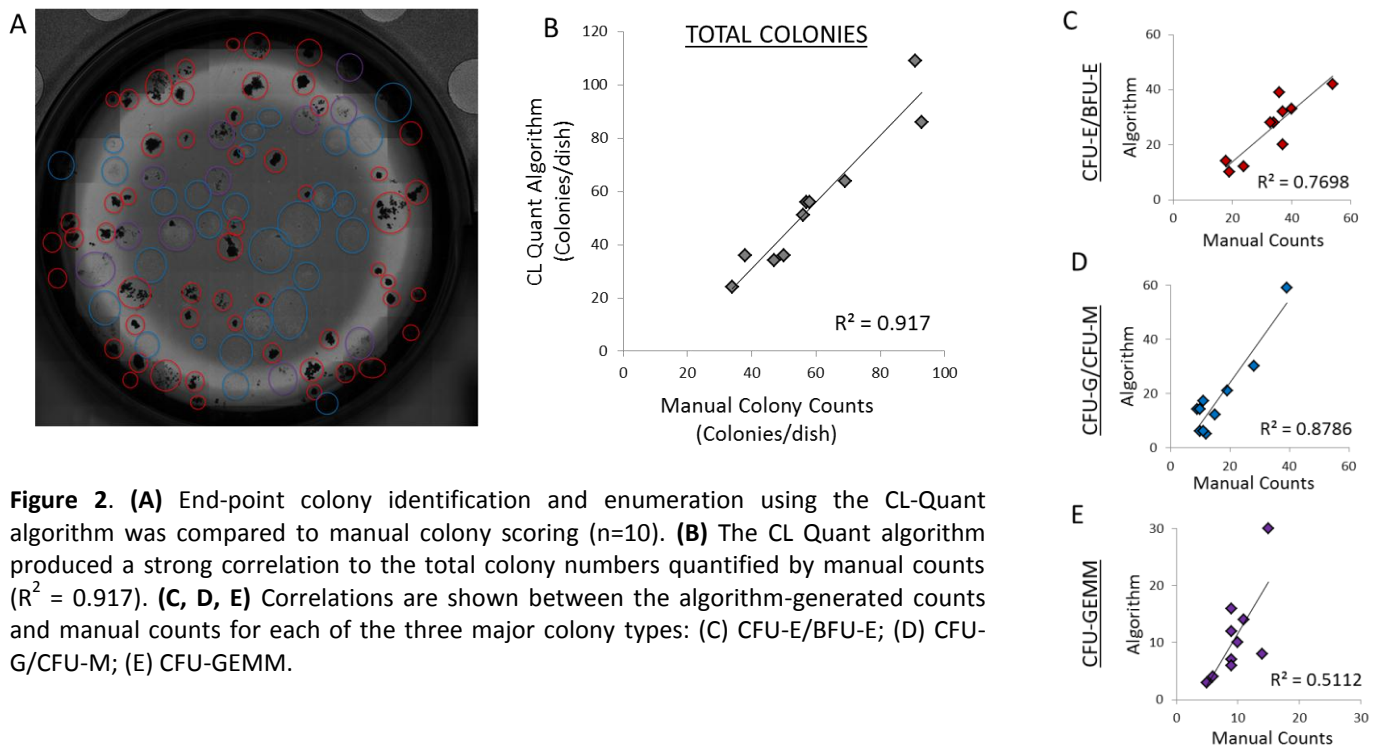 A
B
TOTAL COLONIES
CL Quant Algorithm
(Colonies/dish)
120
100
80
60
40
20
0
R² = 0.917
0 20 40 60 80 100
Manual Colony Counts
(Colonies/dish)
C
CFU-E/BFU-E
Algorithm
60
40
20
0
R² = 0.7698
0 20 40 60
Manual Counts
D
CFU-G/CFU-M
Algorithm
60
40
20
0
R² = 0.8786
0 20 40 60
Manual Counts
E
CFU-GEMM
Algorithm
30
20
10
0
R² = 0.5112
0 10 20 30
Manual Counts
Figure 2. (A) End-point colony identification and enumeration using the CL-Quant
algorithm was compared to manual colony scoring (n=10). (B) The CL Quant algorithm
produced a strong correlation to the total colony numbers quantified by manual counts
(R² = 0.917). (C, D, E) Correlations are shown between the algorithm-generated counts
and manual counts for each of the three major colony types: (C) CFU-E/BFU-E; (D) CFU-
G/CFU-M; (E) CFU-GEMM.